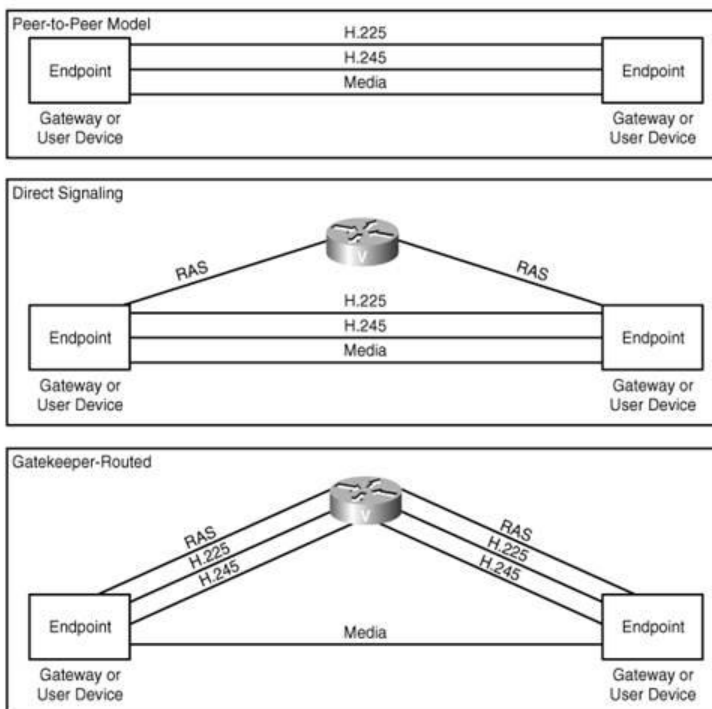 Peer-to-Peer Model
H.225
H.245
Media
Endpoint
Endpoint
Gateway or
User Device
Gateway or
User Device
Direct Signaling
V
RAS
RAS
H.225
H.245
Media
Endpoint
Endpoint
Gateway or
User Device
Gateway or
User Device
Gatekeeper-Routed
V
RAS
H.225
H.245
RAS
H.225
H.245
Endpoint
Media
Endpoint
Gateway or
User Device
Gateway or
User Device